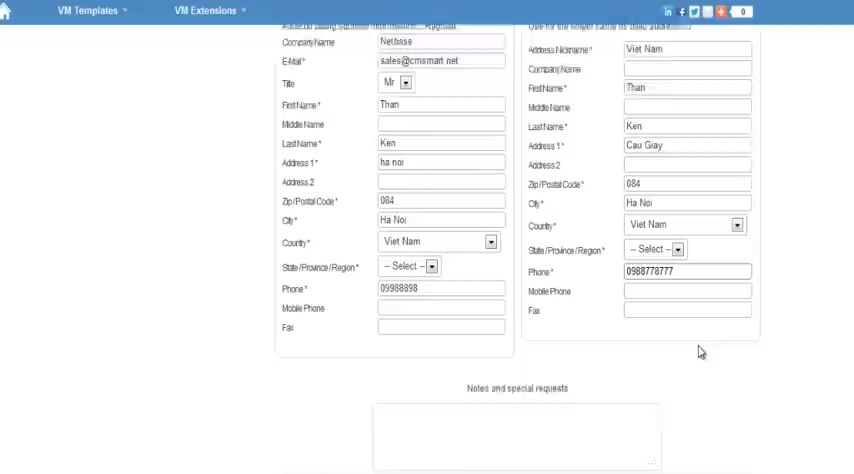 VM Templates
VM Extensions
0
Company Name
Netbase
E-Mail *
sales@cmsmart.net
Title
Mr
First Name *
Than
Middle Name
Last Name *
Ken
Address 1 *
ha noi
Address 2
Zip / Postal Code *
084
City *
Ha Noi
Country *
Viet Nam
State / Province / Region *
-- Select --
Phone *
09988898
Mobile Phone
Fax
Address Nickname *
Viet Nam
Company Name
First Name *
Than
Middle Name
Last Name *
Ken
Address 1 *
Cau Giay
Address 2
Zip / Postal Code *
084
City *
Ha Noi
Country *
Viet Nam
State / Province / Region *
-- Select --
Phone *
0988778777
Mobile Phone
Fax
Notes and special requests